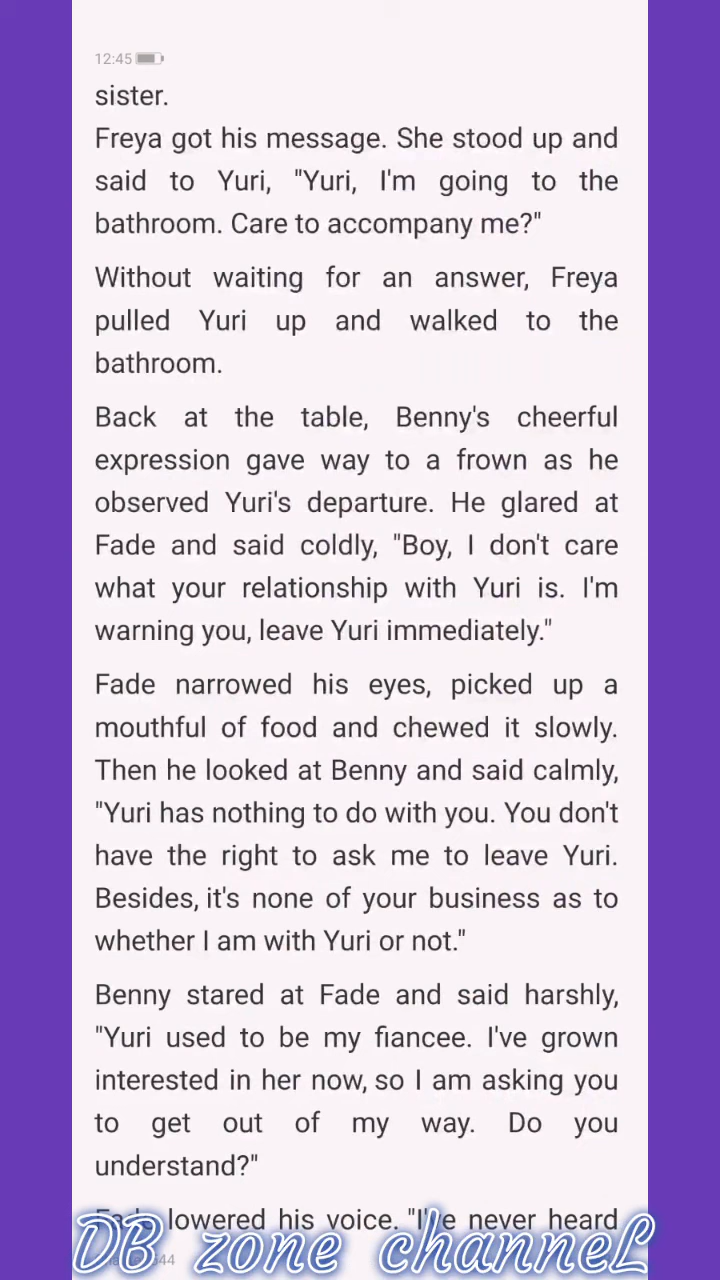 12:45
sister.
Freya got his message. She stood up and
said to Yuri, "Yuri, I'm going to the
bathroom. Care to accompany me?"
Without waiting for an answer, Freya
pulled Yuri up and walked to the
bathroom.
Back at the table, Benny's cheerful
expression gave way to a frown as he
observed Yuri's departure. He glared at
Fade and said coldly, "Boy, I don't care
what your relationship with Yuri is. I'm
warning you, leave Yuri immediately."
Fade narrowed his eyes, picked up a
mouthful of food and chewed it slowly.
Then he looked at Benny and said calmly,
"Yuri has nothing to do with you. You don't
have the right to ask me to leave Yuri.
Besides, it's none of your business as to
whether I am with Yuri or not."
Benny stared at Fade and said harshly,
"Yuri used to be my fiancee. I've grown
interested in her now, so I am asking you
to get out of my way. Do you
understand?"
Fade lowered his voice. "I've never heard
DB zone channeL